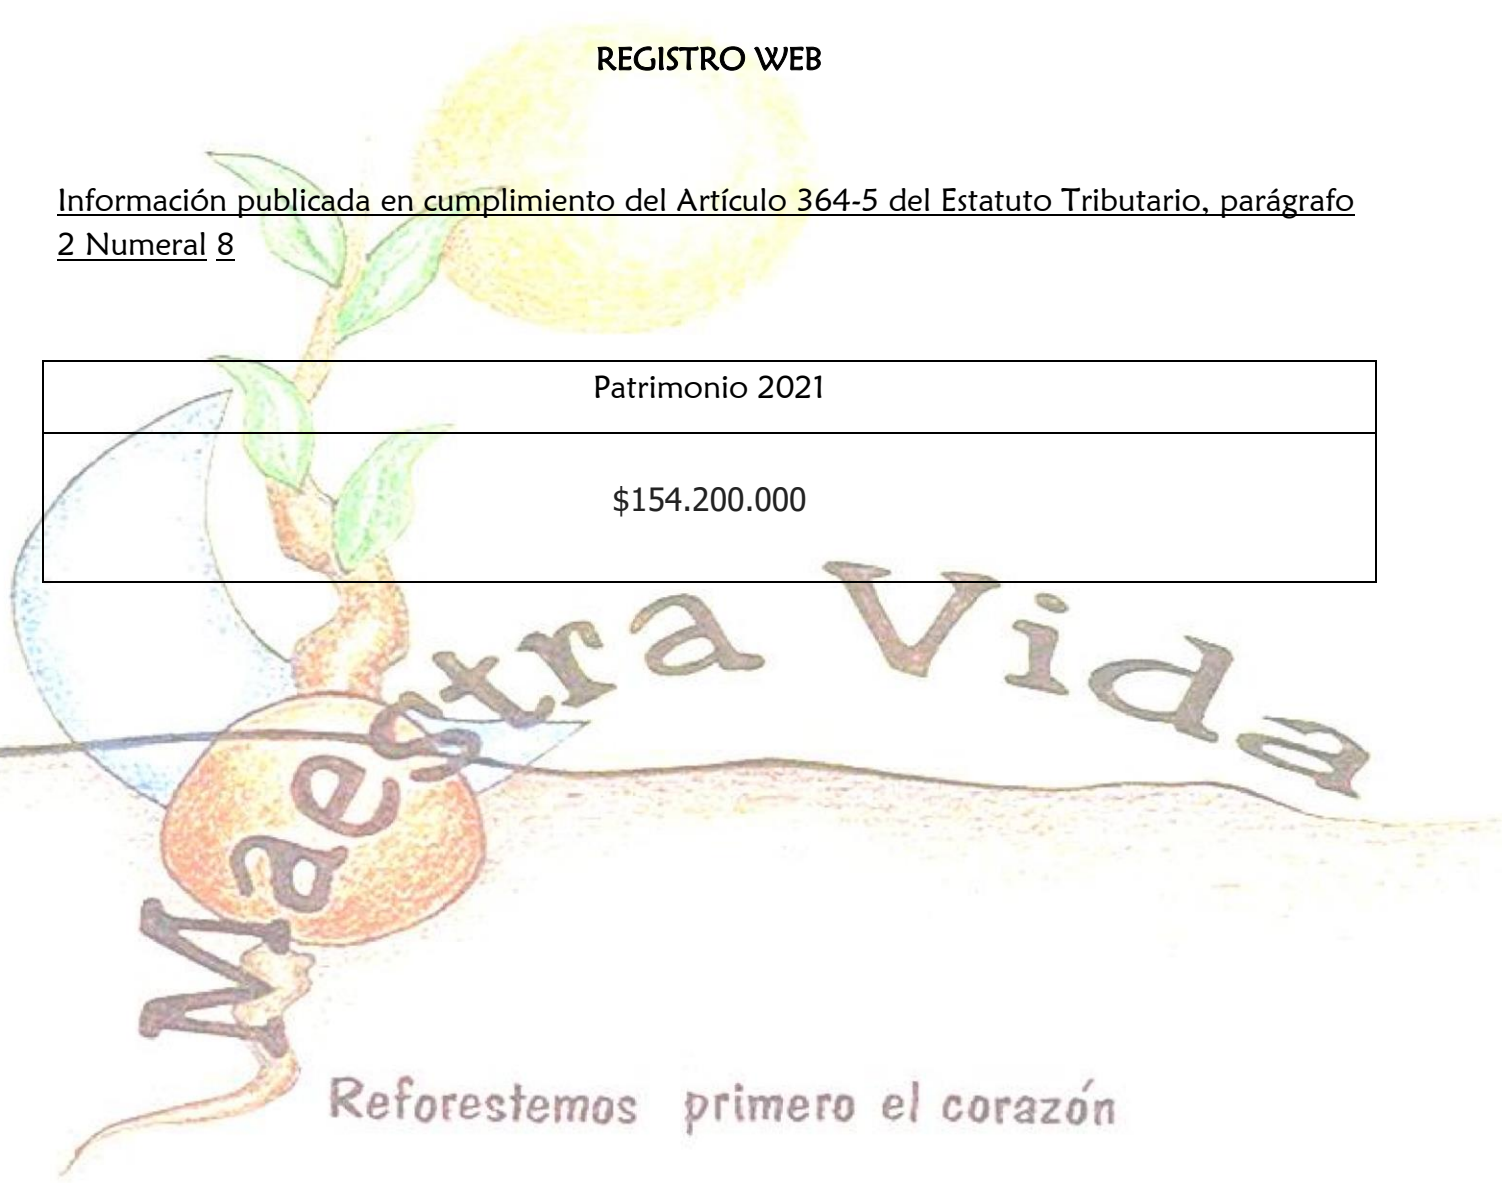 REGISTRO WEB
Información publicada en cumplimiento del Artículo 364-5 del Estatuto Tributario, parágrafo
2 Numeral 8
Patrimonio 2021
$154.200.000
Maestra Vida
Reforestemos primero el corazón